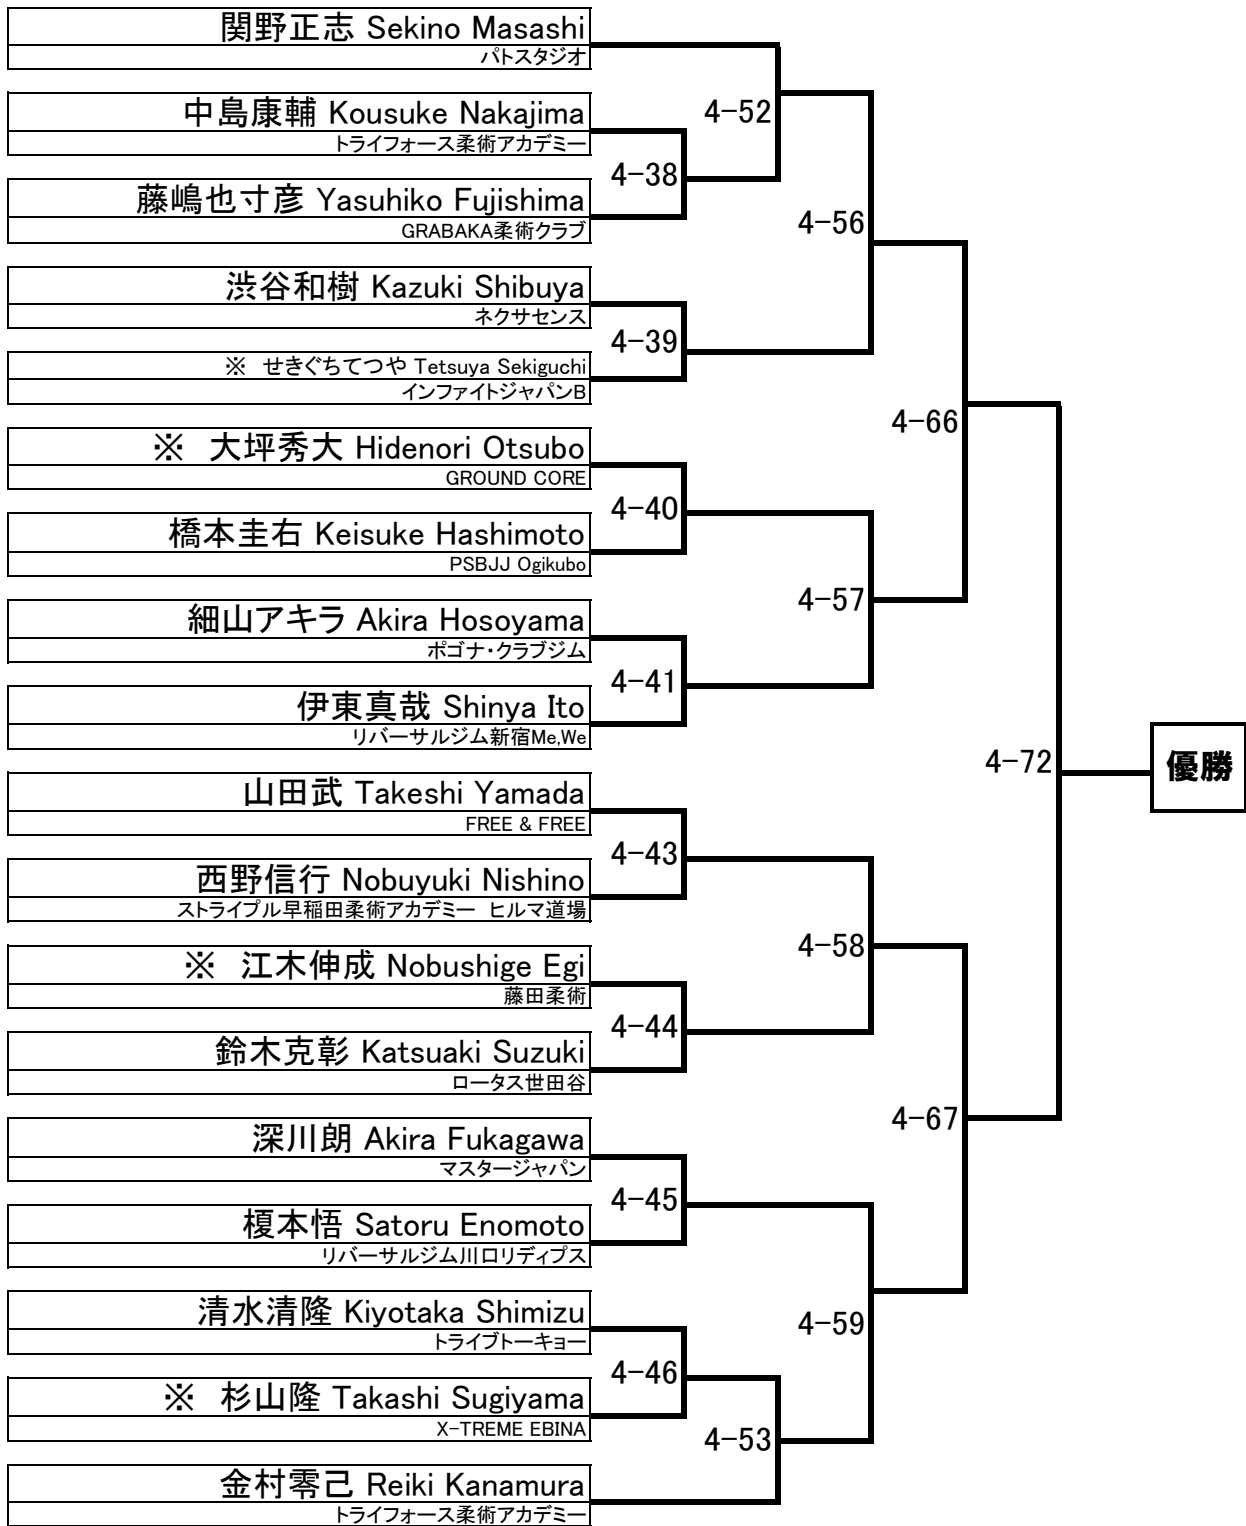 関野正志 Sekino Masashi
パトスタジオ
中島康輔 Kousuke Nakajima
トライフォース柔術アカデミー
4-52
4-38
藤嶋也寸彦 Yasuhiko Fujishima
GRABAKA柔術クラブ
4-56
渋谷和樹 Kazuki Shibuya
ネクサセンス
4-39
※ せきぐちてつや Tetsuya Sekiguchi
インファイトジャパンB
4-66
※ 大坪秀大 Hidenori Otsubo
GROUND CORE
4-40
橋本圭右 Keisuke Hashimoto
PSBJJ Ogikubo
4-57
細山アキラ Akira Hosoyama
ポゴナ・クラブジム
4-41
伊東真哉 Shinya Ito
リバーサルジム新宿Me,We
4-72
優勝
山田武 Takeshi Yamada
FREE & FREE
4-43
西野信行 Nobuyuki Nishino
ストライプル早稲田柔術アカデミー ヒルマ道場
4-58
※ 江木伸成 Nobushige Egi
藤田柔術
4-44
鈴木克彰 Katsuaki Suzuki
ロータス世田谷
4-67
深川朗 Akira Fukagawa
マスタージャパン
4-45
榎本悟 Satoru Enomoto
リバーサルジム川口リディプス
清水清隆 Kiyotaka Shimizu
トライブトーキョー
4-59
4-46
※ 杉山隆 Takashi Sugiyama
X-TREME EBINA
4-53
金村零己 Reiki Kanamura
トライフォース柔術アカデミー